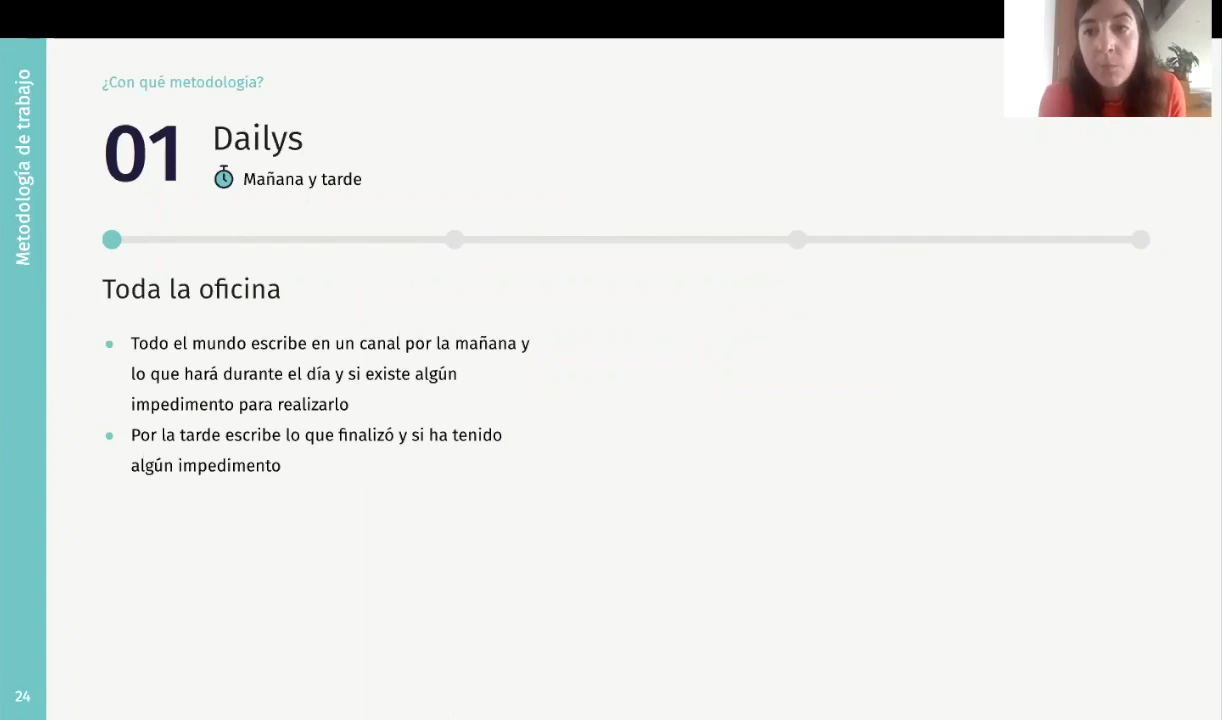 Metodología de trabajo
¿Con qué metodología?
01
Dailys
Mañana y tarde
Toda la oficina
Todo el mundo escribe en un canal por la mañana y
lo que hará durante el día y si existe algún
impedimento para realizarlo
Por la tarde escribe lo que finalizó y si ha tenido
algún impedimento
24